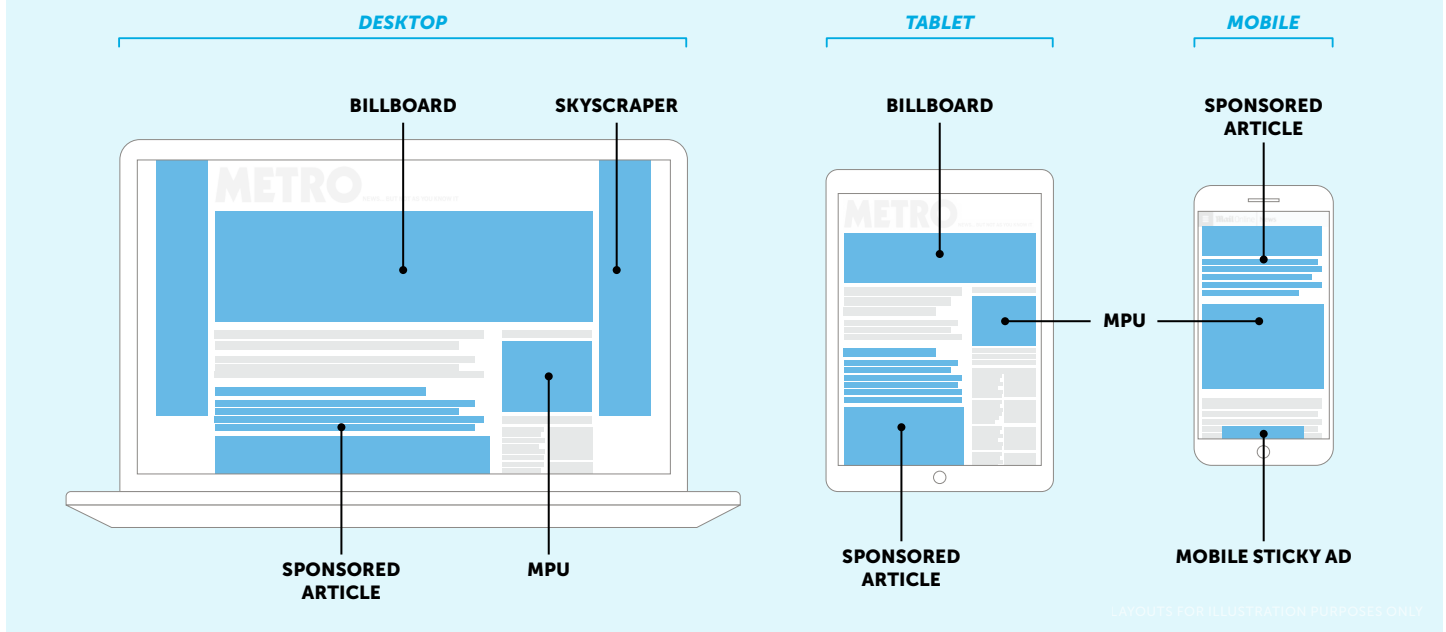 DESKTOP
TABLET
MOBILE
BILLBOARD
SKYSCRAPER
BILLBOARD
SPONSORED
ARTICLE
METRO
METRO
MPU
SPONSORED
ARTICLE
MPU
SPONSORED
ARTICLE
MOBILE STICKY AD
LAYOUTS FOR ILLUSTRATION PURPOSES ONLY